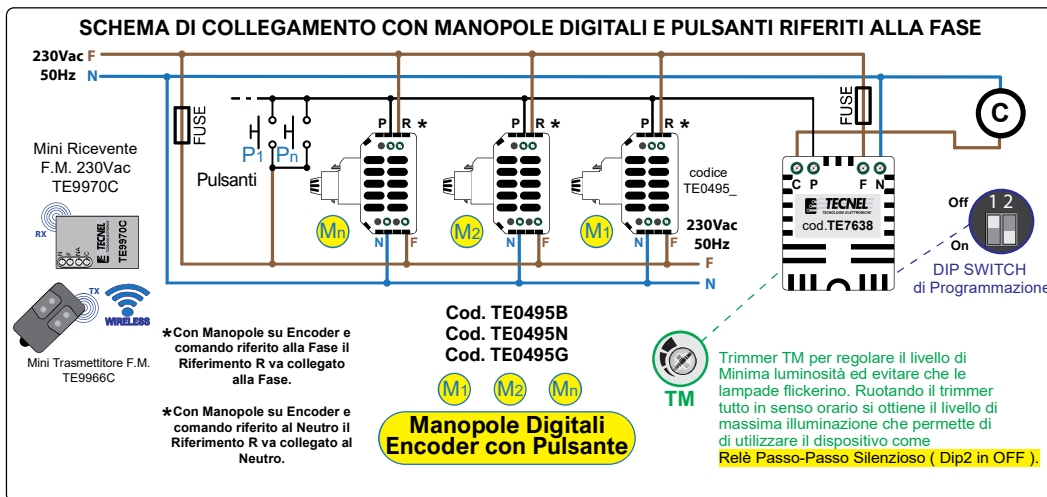 SCHEMA DI COLLEGAMENTO CON MANOPOLE DIGITALI E PULSANTI RIFERITI ALLA FASE
230Vac F
50Hz N
FUSE
FUSE
C
P R *
P R *
P R *
P1
Pn
Pulsanti
Mini Ricevente
F.M. 230Vac
TE9970C
RX
N
F
NA
C
TECNEL
TE9970C
TX
WIRELESS
Mini Trasmettitore F.M.
TE9966C
Mn
M2
M1
N F
N F
N F
codice
TE0495_
230Vac
50Hz
F
N
C P F N
TECNEL
TECNOLOGIE ELETTRONICHE
cod.TE7638
Off
On
1 2
DIP SWITCH
di Programmazione
*Con Manopole su Encoder e
comando riferito alla Fase il
Riferimento R va collegato
alla Fase.
*Con Manopole su Encoder e
comando riferito al Neutro il
Riferimento R va collegato al
Neutro.
Cod. TE0495B
Cod. TE0495N
Cod. TE0495G
M1 M2 Mn
Manopole Digitali
Encoder con Pulsante
TM
Trimmer TM per regolare il livello di
Minima luminosità ed evitare che le
lampade flickerino. Ruotando il trimmer
tutto in senso orario si ottiene il livello di
massima illuminazione che permette di
di utilizzare il dispositivo come
Relè Passo-Passo Silenzioso ( Dip2 in OFF ).